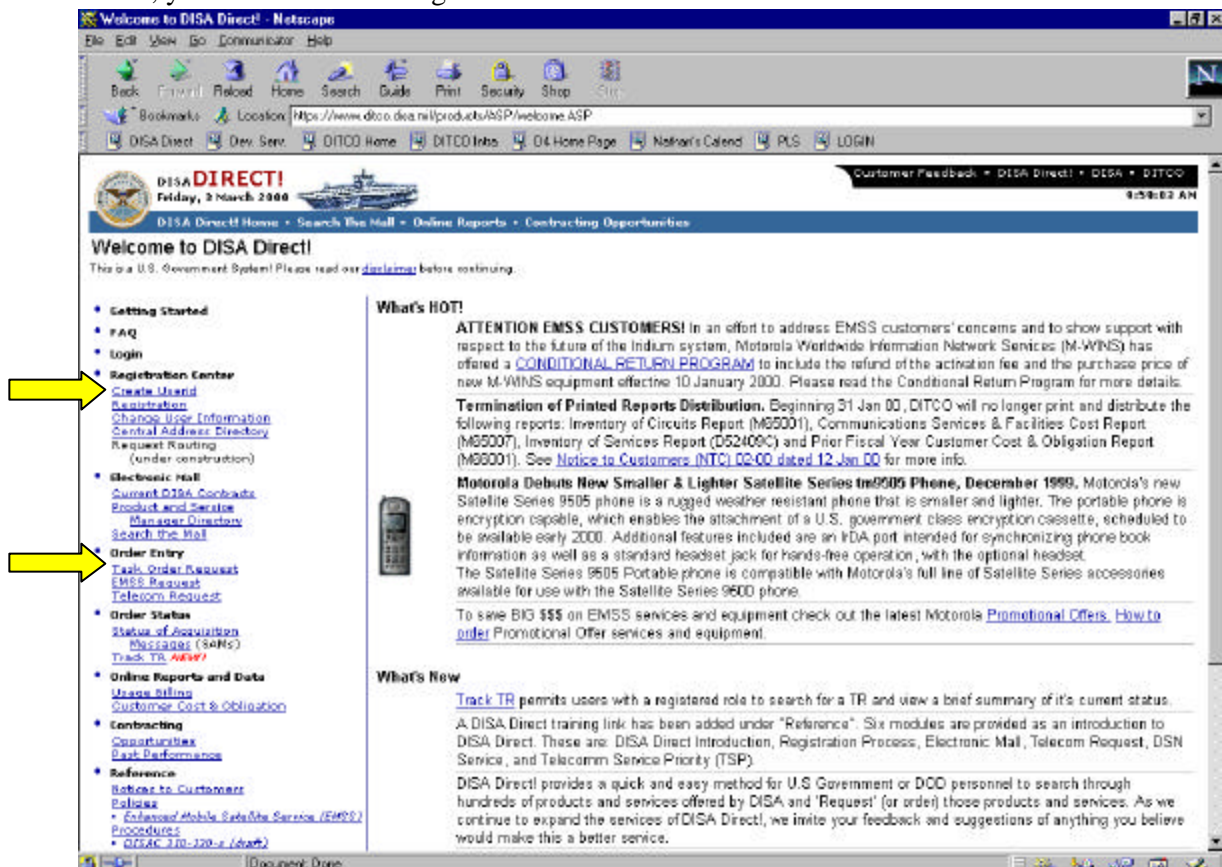 Welcome to DISA Direct! - Netscape
File Edit View Go Communicator Help
Back Forward Reload Home Search Guide Print Security Shop Stop
Bookmarks Location: https://www.ditco.disa.mil/products/ASP/welcome.ASP
DISA Direct Dev. Serv. DITCO Home DITCO Intra D4 Home Page Nathan's Calend PLS LOGIN
DISA DIRECT!
Friday, 3 March 2000
Customer Feedback • DISA Direct! • DISA • DITCO
9:59:03 AM
DISA Direct! Home • Search The Mall • Online Reports • Contracting Opportunities
Welcome to DISA Direct!
This is a U.S. Government System! Please read our disclaimer before continuing.
Getting Started
FAQ
Login
Registration Center
Create Userid
Registration
Change User Information
Central Address Directory
Request Routing
(under construction)
Electronic Mall
Current DISA Contracts
Product and Service
Manager Directory
Search the Mall
Order Entry
Task Order Request
EMSS Request
Telecom Request
Order Status
Status of Acquisition
Messages (SAMs)
Track TR NEW!!
Online Reports and Data
Usage Billing
Customer Cost & Obligation
Contracting
Opportunities
Past Performance
Reference
Notices to Customers
Policies
• Enhanced Mobile Satellite Service (EMSS)
Procedures
• DISAC 310-130-x (draft)
What's HOT!
ATTENTION EMSS CUSTOMERS! In an effort to address EMSS customers' concerns and to show support with
respect to the future of the Iridium system, Motorola Worldwide Information Network Services (M-WINS) has
offered a CONDITIONAL RETURN PROGRAM to include the refund of the activation fee and the purchase price of
new M-WINS equipment effective 10 January 2000. Please read the Conditional Return Program for more details.
Termination of Printed Reports Distribution. Beginning 31 Jan 00, DITCO will no longer print and distribute the
following reports: Inventory of Circuits Report (M65001), Communications Services & Facilities Cost Report
(M65007), Inventory of Services Report (D52409C) and Prior Fiscal Year Customer Cost & Obligation Report
(M66001). See Notice to Customers (NTC) 02-00 dated 12 Jan 00 for more info.
Motorola Debuts New Smaller & Lighter Satellite Series tm9505 Phone, December 1999. Motorola's new
Satellite Series 9505 phone is a rugged weather resistant phone that is smaller and lighter. The portable phone is
encryption capable, which enables the attachment of a U.S. government class encryption cassette, scheduled to
be available early 2000. Additional features included are an IrDA port intended for synchronizing phone book
information as well as a standard headset jack for hands-free operation, with the optional headset.
The Satellite Series 9505 Portable phone is compatible with Motorola's full line of Satellite Series accessories
available for use with the Satellite Series 9500 phone.
To save BIG $$$ on EMSS services and equipment check out the latest Motorola Promotional Offers. How to
order Promotional Offer services and equipment.
What's New
Track TR permits users with a registered role to search for a TR and view a brief summary of it's current status.
A DISA Direct training link has been added under "Reference". Six modules are provided as an introduction to
DISA Direct. These are: DISA Direct Introduction, Registration Process, Electronic Mall, Telecom Request, DSN
Service, and Telecomm Service Priority (TSP).
DISA Direct! provides a quick and easy method for U.S Government or DOD personnel to search through
hundreds of products and services offered by DISA and 'Request' (or order) those products and services. As we
continue to expand the services of DISA Direct!, we invite your feedback and suggestions of anything you believe
would make this a better service.
Document: Done